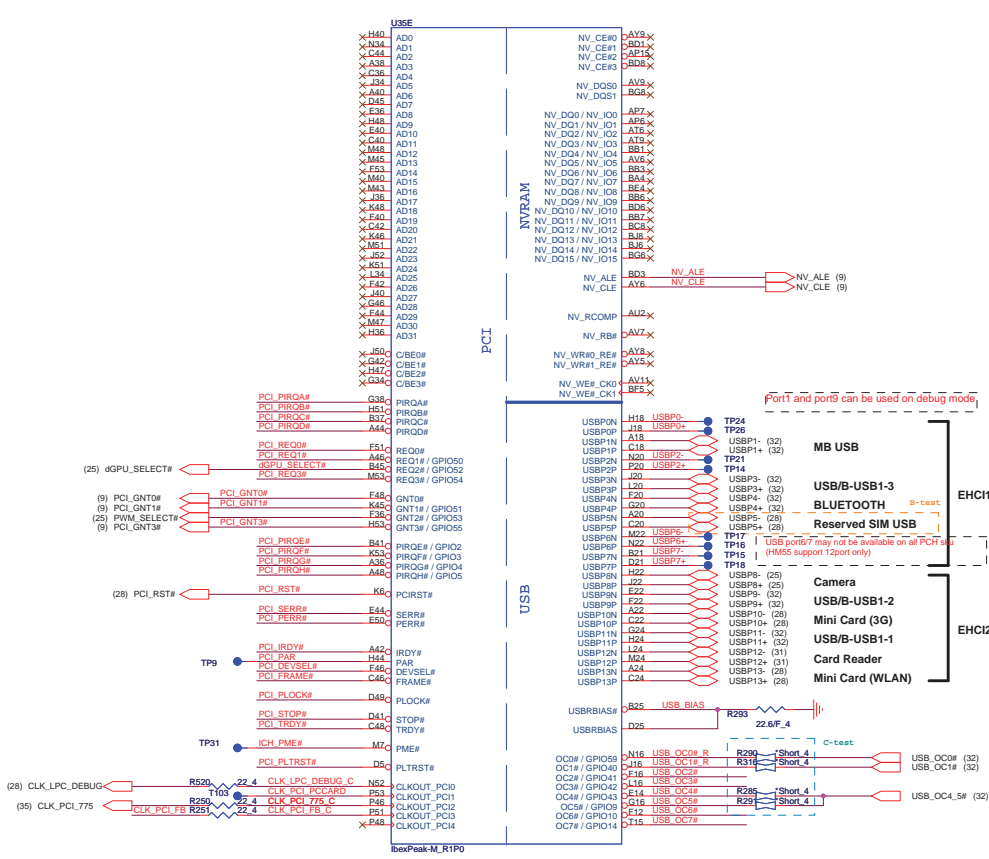 U35E
H40 AD0
N34 AD1
C44 AD2
A38 AD3
C36 AD4
J34 AD5
A40 AD6
D45 AD7
E36 AD8
H48 AD9
E40 AD10
C40 AD11
M48 AD12
M45 AD13
F53 AD14
M40 AD15
M43 AD16
J36 AD17
K48 AD18
F40 AD19
C42 AD20
K46 AD21
M51 AD22
J52 AD23
K51 AD24
L34 AD25
F42 AD26
J40 AD27
G46 AD28
F44 AD29
M47 AD30
H36 AD31
J50 C/BE0#
G42 C/BE1#
H47 C/BE2#
G34 C/BE3#
PCI_PIRQA# G38 PIRQA#
PCI_PIRQB# H51 PIRQB#
PCI_PIRQC# B37 PIRQC#
PCI_PIRQD# A44 PIRQD#
PCI_REQ0# F51 REQ0#
PCI_REQ1# A46 REQ1# / GPIO50
(25) dGPU_SELECT# dGPU_SELECT# B45 REQ2# / GPIO52
PCI_REQ3# M53 REQ3# / GPIO54
(9) PCI_GNT0# PCI_GNT0# F48 GNT0#
(9) PCI_GNT1# PCI_GNT1# K45 GNT1# / GPIO51
(25) PWM_SELECT# F36 GNT2# / GPIO53
(9) PCI_GNT3# PCI_GNT3# H53 GNT3# / GPIO55
PCI_PIRQE# B41 PIRQE# / GPIO2
PCI_PIRQF# K53 PIRQF# / GPIO3
PCI_PIRQG# A36 PIRQG# / GPIO4
PCI_PIRQH# A48 PIRQH# / GPIO5
(28) PCI_RST# PCI_RST# K6 PCIRST#
PCI_SERR# E44 SERR#
PCI_PERR# E50 PERR#
PCI_IRDY# A42 IRDY#
TP9 PCI_PAR H44 PAR
PCI_DEVSEL# F46 DEVSEL#
PCI_FRAME# C46 FRAME#
PCI_PLOCK# D49 PLOCK#
PCI_STOP# D41 STOP#
PCI_TRDY# C48 TRDY#
TP31 ICH_PME# M7 PME#
PCI_PLTRST# D5 PLTRST#
(28) CLK_LPC_DEBUG R520 22_4 CLK_LPC_DEBUG_C N52 CLKOUT_PCI0
T103 CLK_PCI_PCCARD P53 CLKOUT_PCI1
(35) CLK_PCI_775 R250 22_4 CLK_PCI_775_C P46 CLKOUT_PCI2
CLK_PCI_FB R251 22_4 CLK_PCI_FB_C P51 CLKOUT_PCI3
P48 CLKOUT_PCI4
IbexPeak-M_R1P0
PCI
NVRAM
USB
NV_CE#0 AY9
NV_CE#1 BD1
NV_CE#2 AP15
NV_CE#3 BD8
NV_DQS0 AV9
NV_DQS1 BG8
NV_DQ0 / NV_IO0 AP7
NV_DQ1 / NV_IO1 AP6
NV_DQ2 / NV_IO2 AT6
NV_DQ3 / NV_IO3 AT9
NV_DQ4 / NV_IO4 BB1
NV_DQ5 / NV_IO5 AV6
NV_DQ6 / NV_IO6 BB3
NV_DQ7 / NV_IO7 BA4
NV_DQ8 / NV_IO8 BE4
NV_DQ9 / NV_IO9 BB6
NV_DQ10 / NV_IO10 BD6
NV_DQ11 / NV_IO11 BB7
NV_DQ12 / NV_IO12 BC8
NV_DQ13 / NV_IO13 BJ8
NV_DQ14 / NV_IO14 BJ6
NV_DQ15 / NV_IO15 BG6
NV_ALE BD3 NV_ALE NV_ALE (9)
NV_CLE AY6 NV_CLE NV_CLE (9)
NV_RCOMP AU2
NV_RB# AV7
NV_WR#0_RE# AY8
NV_WR#1_RE# AY5
NV_WE#_CK0 AV11
NV_WE#_CK1 BF5
Port1 and port9 can be used on debug mode
USBP0N H18 USBP0- TP24
USBP0P J18 USBP0+ TP26
USBP1N A18 USBP1- (32)
USBP1P C18 USBP1+ (32)
MB USB
USBP2N N20 USBP2- TP21
USBP2P P20 USBP2+ TP14
USBP3N J20 USBP3- (32)
USBP3P L20 USBP3+ (32)
USB/B-USB1-3
USBP4N F20 USBP4- (32)
USBP4P G20 USBP4+ (32)
BLUETOOTH
B-test
EHCI1
USBP5N A20 USBP5- (28)
USBP5P C20 USBP5+ (28)
Reserved SIM USB
USBP6N M22 USBP6- TP17
USBP6P N22 USBP6+ TP16
USBP7N B21 USBP7- TP15
USBP7P D21 USBP7+ TP18
USB port6/7 may not be available on all PCH sku
(HM55 support 12port only)
USBP8N H22 USBP8- (25)
USBP8P J22 USBP8+ (25)
Camera
USBP9N E22 USBP9- (32)
USBP9P F22 USBP9+ (32)
USB/B-USB1-2
USBP10N A22 USBP10- (28)
USBP10P C22 USBP10+ (28)
Mini Card (3G)
EHCI2
USBP11N G24 USBP11- (32)
USBP11P H24 USBP11+ (32)
USB/B-USB1-1
USBP12N L24 USBP12- (31)
USBP12P M24 USBP12+ (31)
Card Reader
USBP13N A24 USBP13- (28)
USBP13P C24 USBP13+ (28)
Mini Card (WLAN)
USBRBIAS# B25 USB_BIAS R293 22.6/F_4
USBRBIAS D25
C-test
OC0# / GPIO59 N16 USB_OC0#_R R290 *Short_4 USB_OC0# (32)
OC1# / GPIO40 J16 USB_OC1#_R R316 *Short_4 USB_OC1# (32)
OC2# / GPIO41 F16 USB_OC2#
OC3# / GPIO42 L16 USB_OC3#
OC4# / GPIO43 E14 USB_OC4# R285 *Short_4 USB_OC4_5# (32)
OC5# / GPIO9 G16 USB_OC5# R291 *Short_4
OC6# / GPIO10 F12 USB_OC6#
OC7# / GPIO14 T15 USB_OC7#